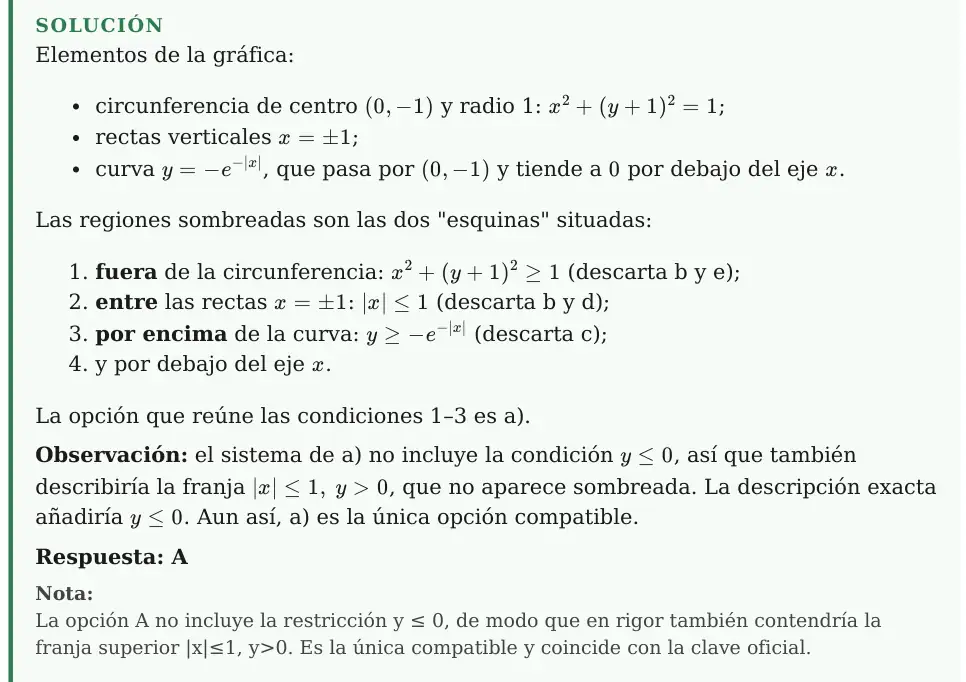 SOLUCIÓN
Elementos de la gráfica:
• circunferencia de centro (0, −1) y radio 1: x² + (y + 1)² = 1;
• rectas verticales x = ±1;
• curva y = −e^{−|x|}, que pasa por (0, −1) y tiende a 0 por debajo del eje x.
Las regiones sombreadas son las dos "esquinas" situadas:
1. fuera de la circunferencia: x² + (y + 1)² ≥ 1 (descarta b y e);
2. entre las rectas x = ±1: |x| ≤ 1 (descarta b y d);
3. por encima de la curva: y ≥ −e^{−|x|} (descarta c);
4. y por debajo del eje x.
La opción que reúne las condiciones 1–3 es a).
Observación: el sistema de a) no incluye la condición y ≤ 0, así que también
describiría la franja |x| ≤ 1, y > 0, que no aparece sombreada. La descripción exacta
añadiría y ≤ 0. Aun así, a) es la única opción compatible.
Respuesta: A
Nota:
La opción A no incluye la restricción y ≤ 0, de modo que en rigor también contendría la
franja superior |x|≤1, y>0. Es la única compatible y coincide con la clave oficial.